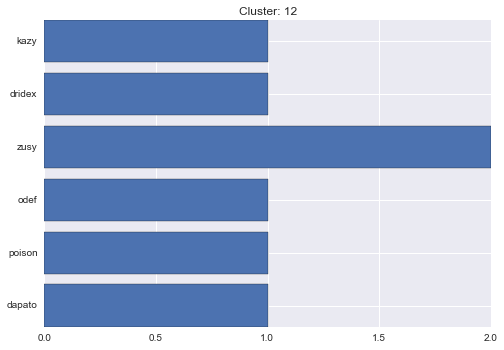 Cluster: 12
kazy
dridex
zusy
odef
poison
dapato
0.0 0.5 1.0 1.5 2.0